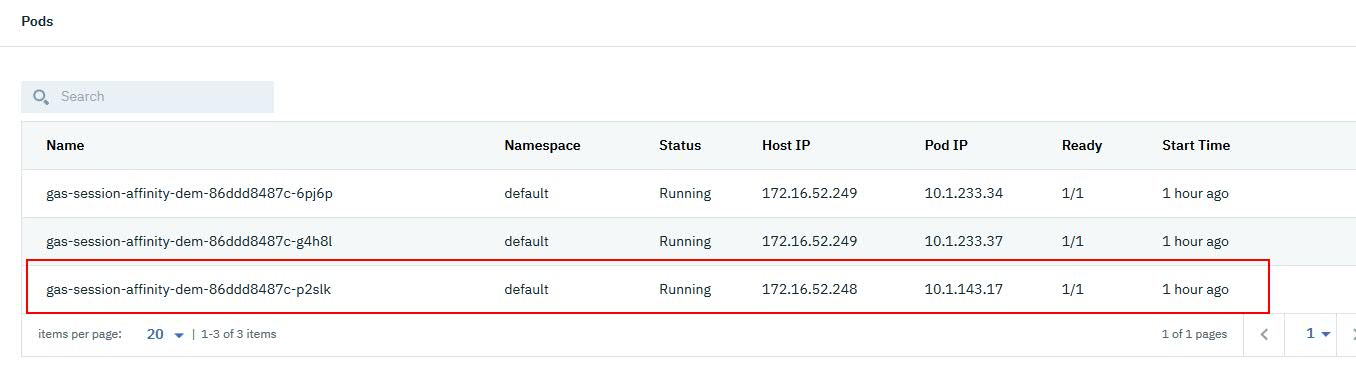 Pods
Search
Name Namespace Status Host IP Pod IP Ready Start Time
gas-session-affinity-dem-86ddd8487c-6pj6p default Running 172.16.52.249 10.1.233.34 1/1 1 hour ago
gas-session-affinity-dem-86ddd8487c-g4h8l default Running 172.16.52.249 10.1.233.37 1/1 1 hour ago
gas-session-affinity-dem-86ddd8487c-p2slk default Running 172.16.52.248 10.1.143.17 1/1 1 hour ago
items per page: 20 | 1-3 of 3 items 1 of 1 pages 1